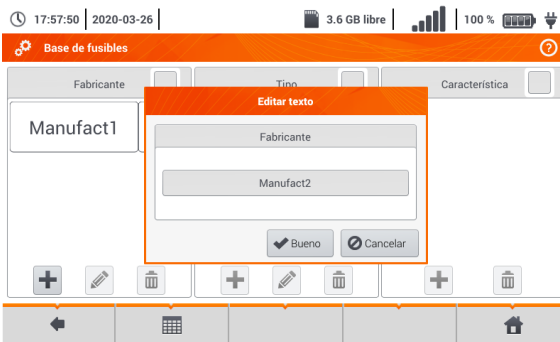 17:57:50 2020-03-26 3.6 GB libre 100 %
Base de fusibles
Fabricante Tipo Característica
Editar texto
Manufact1
Fabricante
Manufact2
Bueno Cancelar